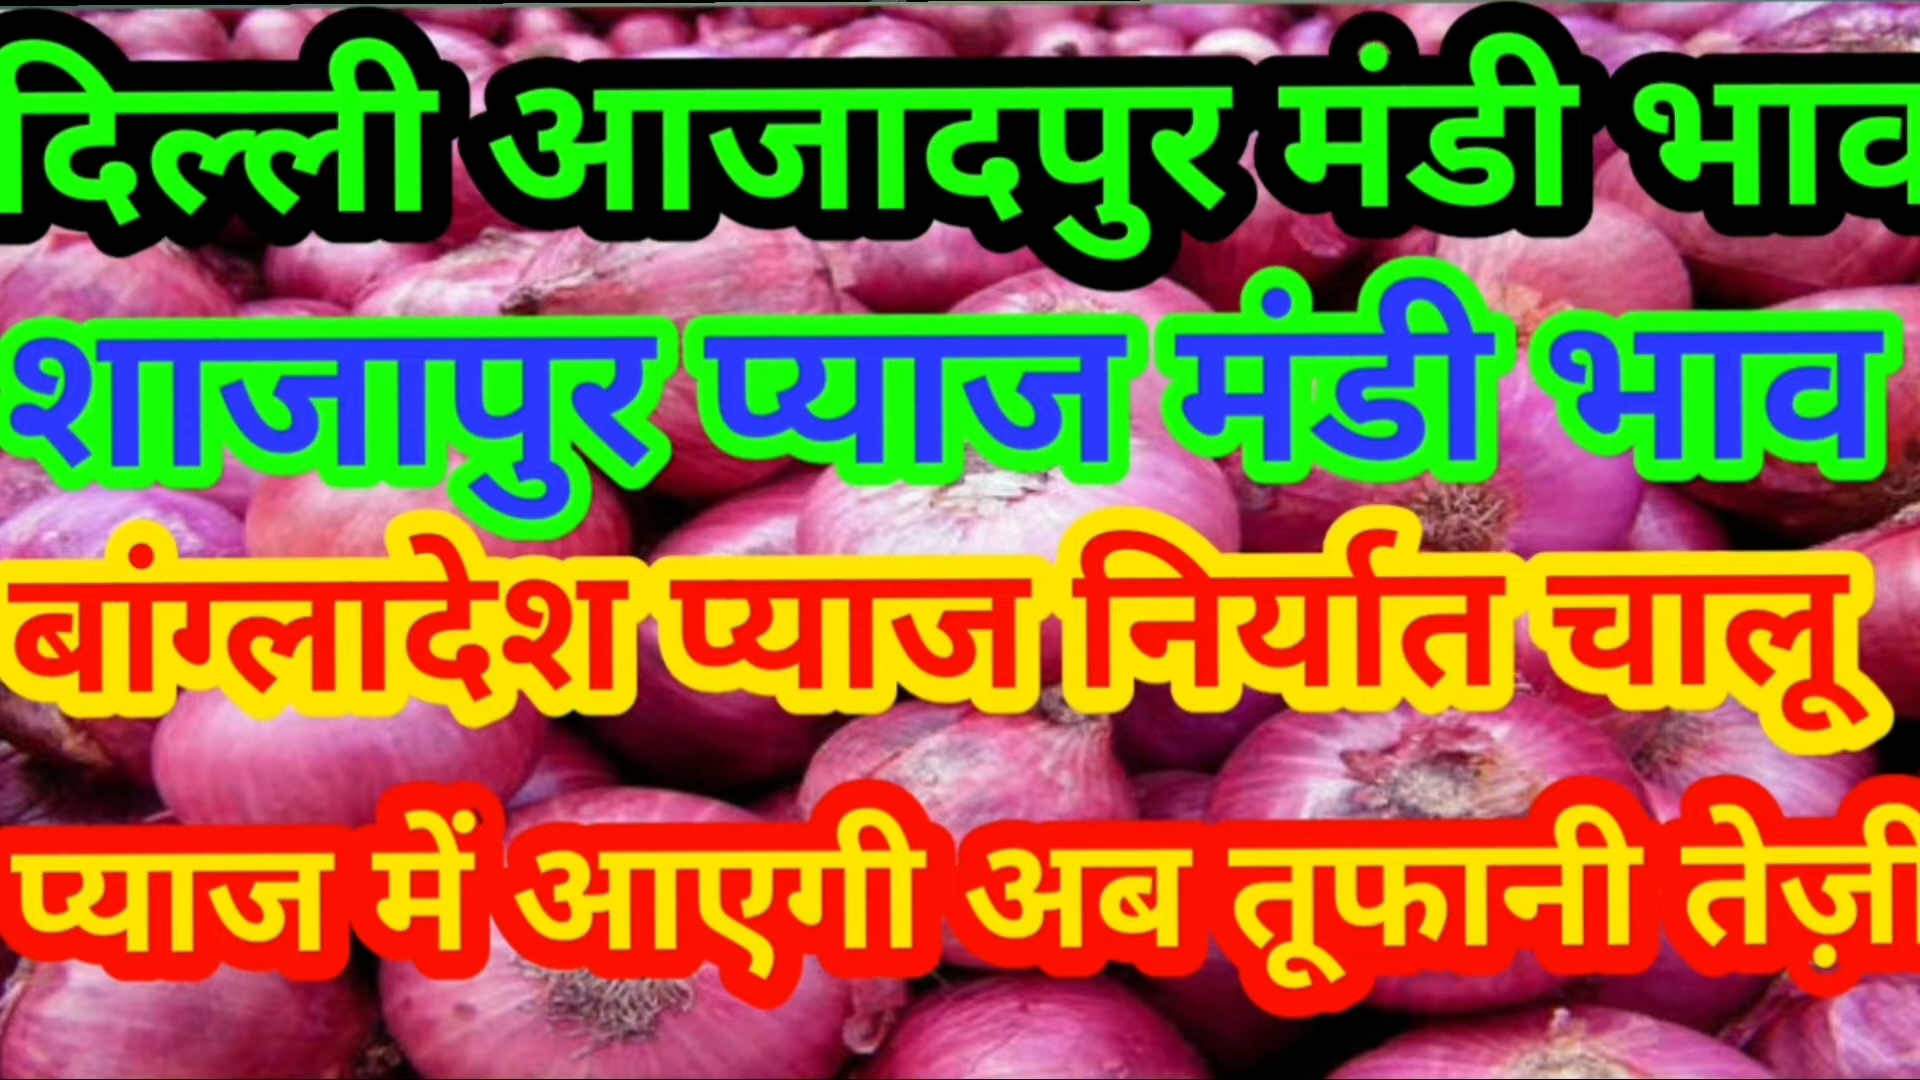 दिल्ली आजादपुर मंडी भाव
शाजापुर प्याज मंडी भाव
बांग्लादेश प्याज निर्यात चालू
प्याज में आएगी अब तूफानी तेज़ी